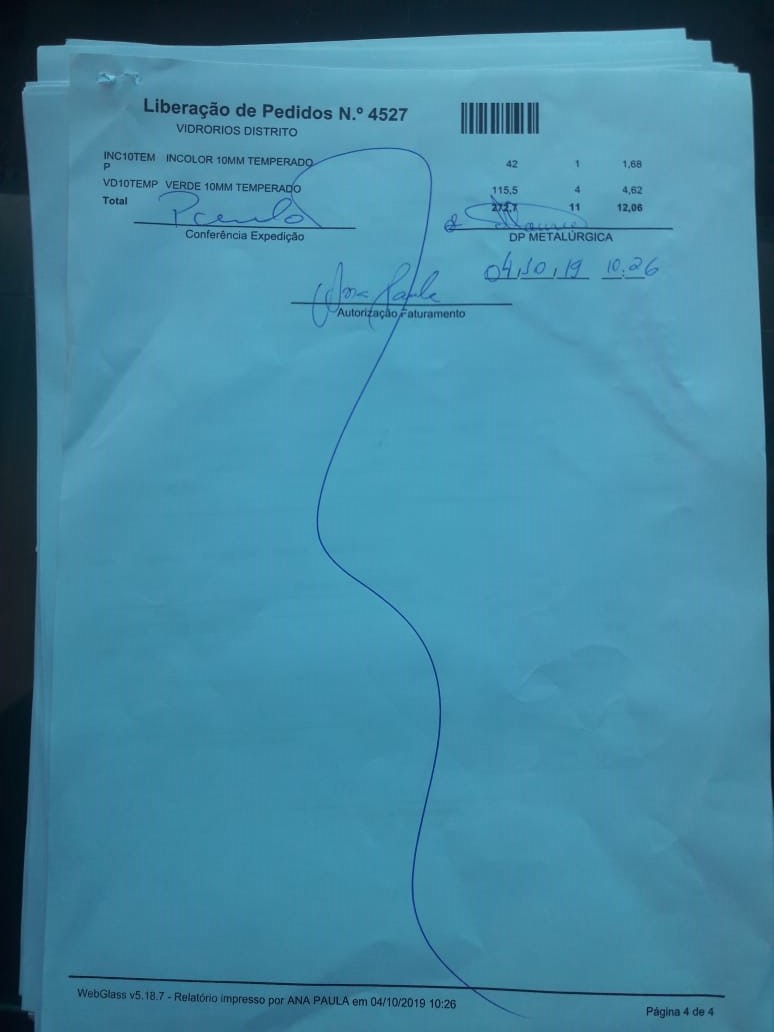 Liberação de Pedidos N.º 4527
VIDRORIOS DISTRITO
INC10TEM INCOLOR 10MM TEMPERADO 42 1 1,68
P
VD10TEMP VERDE 10MM TEMPERADO 115,5 4 4,62
Total 272,7 11 12,06
Conferência Expedição
DP METALÚRGICA
04/10/19 10:26
Ana Paula
Autorização Faturamento
WebGlass v5.18.7 - Relatório impresso por ANA PAULA em 04/10/2019 10:26
Página 4 de 4